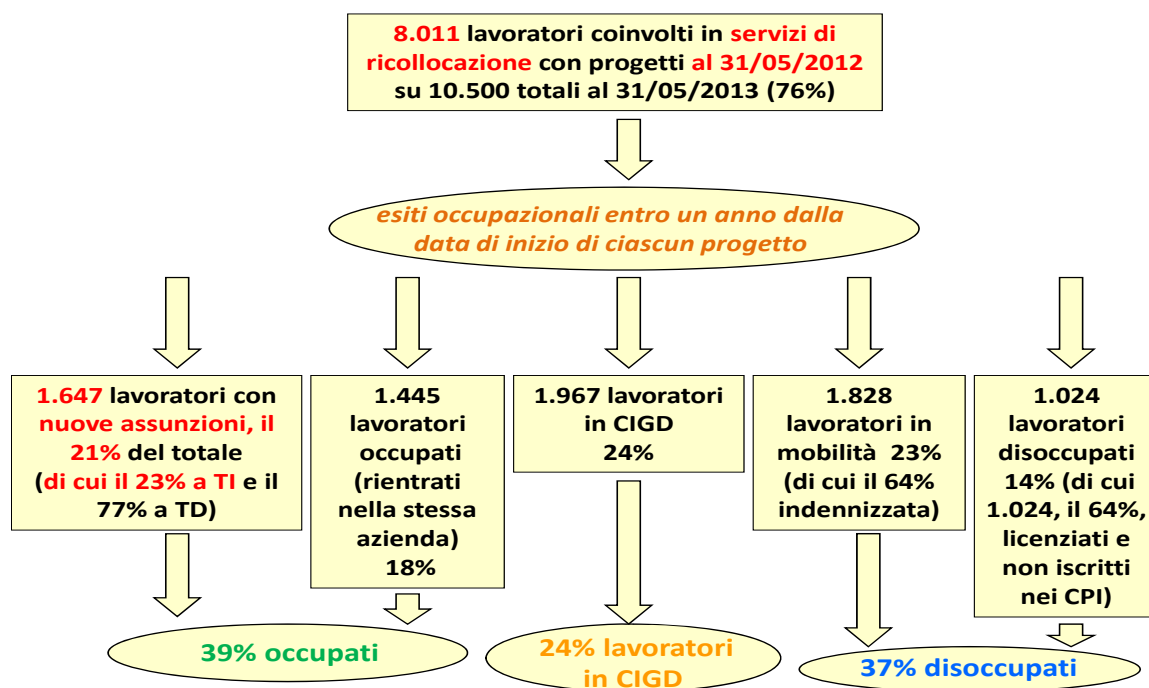 8.011 lavoratori coinvolti in servizi di
ricollocazione con progetti al 31/05/2012
su 10.500 totali al 31/05/2013 (76%)
esiti occupazionali entro un anno dalla
data di inizio di ciascun progetto
1.647 lavoratori con
nuove assunzioni, il
21% del totale
(di cui il 23% a TI e il
77% a TD)
1.445
lavoratori
occupati
(rientrati
nella stessa
azienda)
18%
1.967 lavoratori
in CIGD
24%
1.828
lavoratori in
mobilità 23%
(di cui il 64%
indennizzata)
1.024
lavoratori
disoccupati
14% (di cui
1.024, il 64%,
licenziati e
non iscritti
nei CPI)
39% occupati
24% lavoratori
in CIGD
37% disoccupati